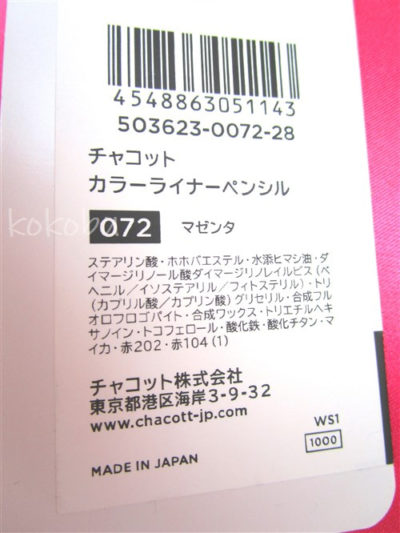 4548863051143
503623-0072-28
チャコット
カラーライナーペンシル
072 マゼンタ
ステアリン酸・ホホバエステル・水添ヒマシ油・ダ
イマージリノール酸ダイマージリノレイルビス(ベ
ヘニル/イソステアリル/フィトステリル)・トリ
(カプリル酸/カプリン酸)グリセリル・合成フル
オロフロゴパイト・合成ワックス・トリエチルヘキ
サノイン・トコフェロール・酸化鉄・酸化チタン・マ
イカ・赤202・赤104(1)
チャコット株式会社
東京都港区海岸3-9-32
www.chacott-jp.com
WS1
1000
MADE IN JAPAN